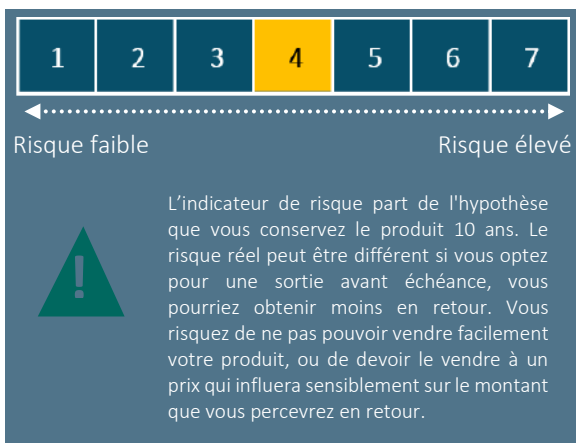 1 2 3 4 5 6 7
Risque faible Risque élevé
L’indicateur de risque part de l'hypothèse
que vous conservez le produit 10 ans. Le
risque réel peut être différent si vous optez
pour une sortie avant échéance, vous
pourriez obtenir moins en retour. Vous
risquez de ne pas pouvoir vendre facilement
votre produit, ou de devoir le vendre à un
prix qui influera sensiblement sur le montant
que vous percevrez en retour.
!